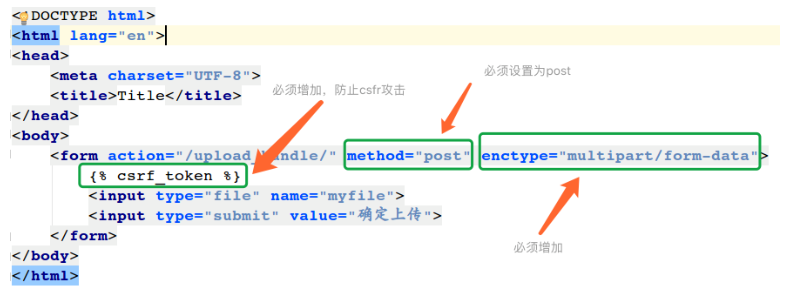 <!DOCTYPE html>
<html lang="en">
<head>
<meta charset="UTF-8">
<title>Title</title>
必须增加,防止csfr攻击
必须设置为post
</head>
<body>
<form action="/upload_handle/" method="post" enctype="multipart/form-data">
{% csrf_token %}
<input type="file" name="myfile">
<input type="submit" value="确定上传">
</form>
必须增加
</body>
</html>